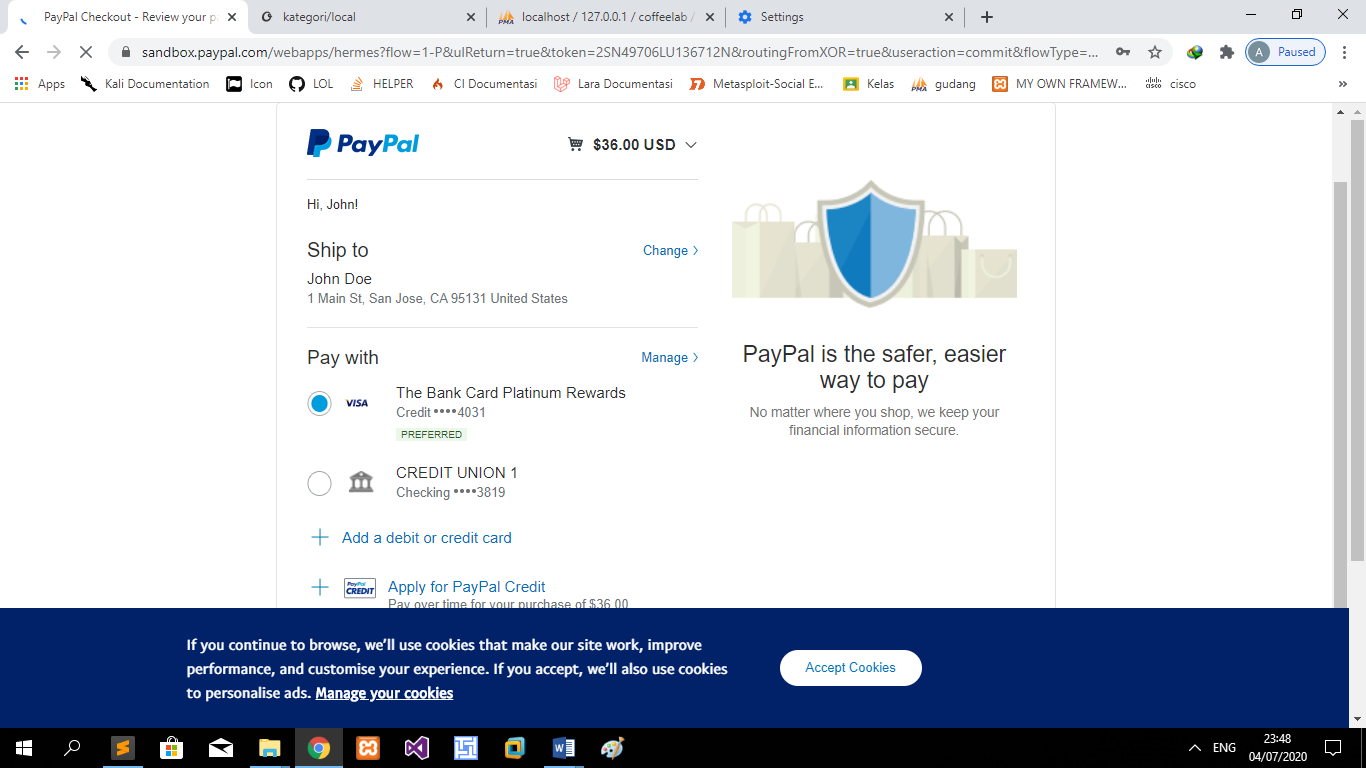 PayPal Checkout - Review your p
kategori/local
localhost / 127.0.0.1 / coffeelab /
Settings
sandbox.paypal.com/webapps/hermes?flow=1-P&ulReturn=true&token=2SN49706LU136712N&routingFromXOR=true&useraction=commit&flowType=...
A Paused
Apps
Kali Documentation
Icon
LOL
HELPER
CI Documentasi
Lara Documentasi
Metasploit-Social E...
Kelas
gudang
MY OWN FRAMEW...
cisco
»
PayPal
$36.00 USD
Hi, John!
Ship to
Change
John Doe
1 Main St, San Jose, CA 95131 United States
Pay with
Manage
VISA
The Bank Card Platinum Rewards
Credit ••••4031
PREFERRED
CREDIT UNION 1
Checking ••••3819
Add a debit or credit card
PayPal CREDIT
Apply for PayPal Credit
Pay over time for your purchase of $36.00
PayPal is the safer, easier
way to pay
No matter where you shop, we keep your
financial information secure.
If you continue to browse, we'll use cookies that make our site work, improve
performance, and customise your experience. If you accept, we'll also use cookies
to personalise ads. Manage your cookies
Accept Cookies
ENG
23:48
04/07/2020